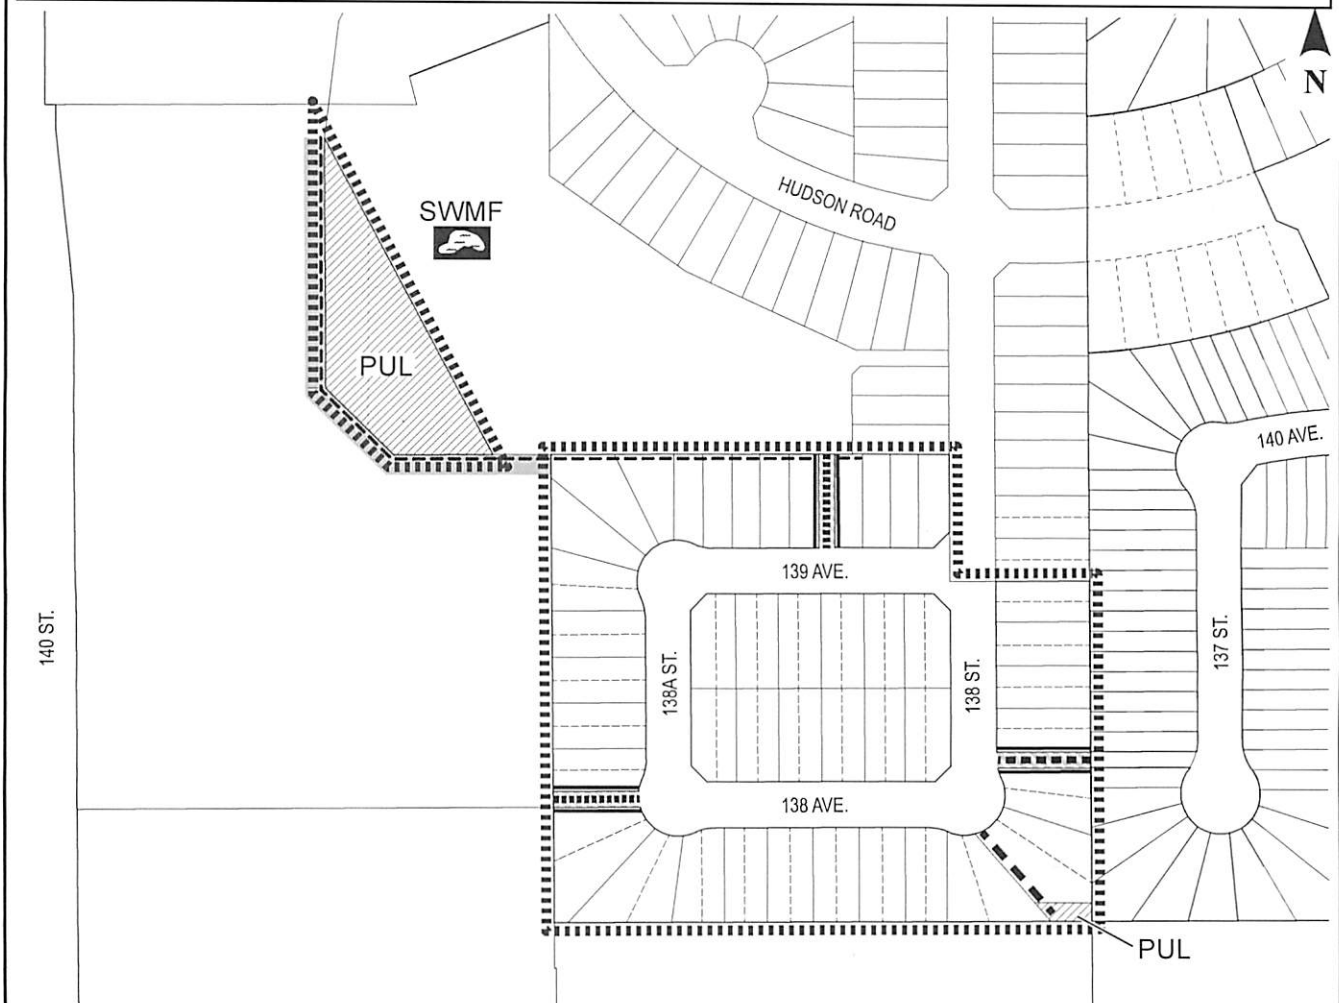 N
HUDSON ROAD
SWMF
PUL
140 AVE.
139 AVE.
140 ST.
138A ST.
138 ST.
137 ST.
138 AVE.
PUL